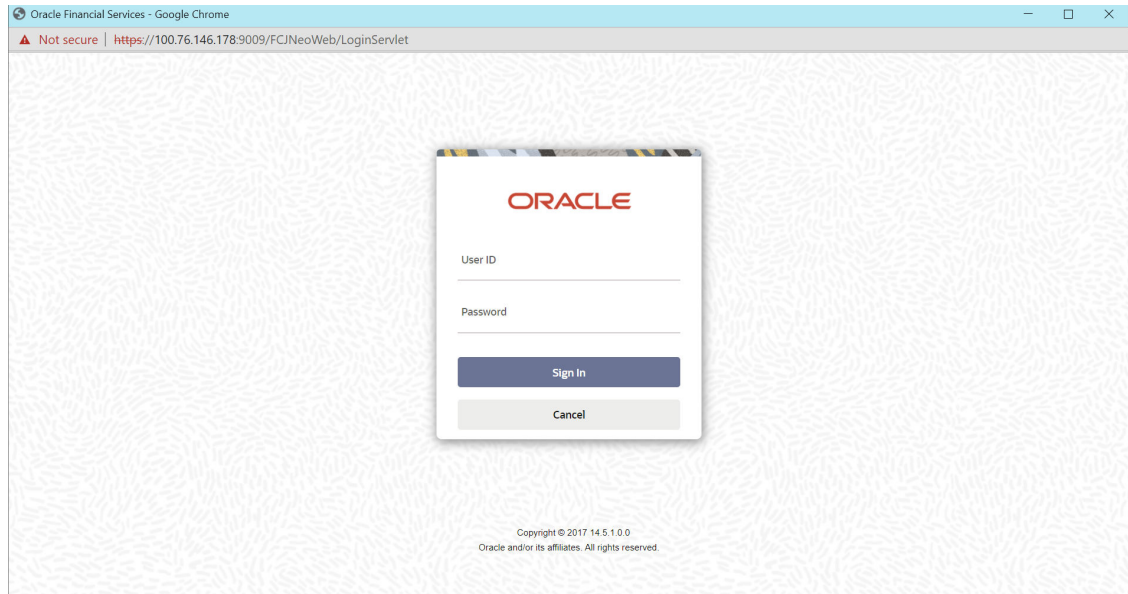 Oracle Financial Services - Google Chrome
Not secure | https://100.76.146.178:9009/FCJNeoWeb/LoginServlet
ORACLE
User ID
Password
Sign In
Cancel
Copyright © 2017 14.5.1.0.0
Oracle and/or its affiliates. All rights reserved.